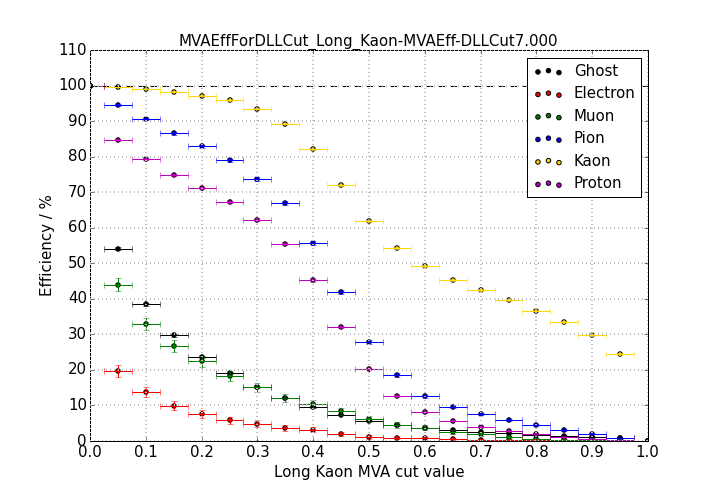 MVAEffForDLLCut_Long_Kaon-MVAEff-DLLCut7.000
110
100
90
80
70
60
50
40
30
20
10
0
Efficiency / %
Ghost
Electron
Muon
Pion
Kaon
Proton
0.0 0.1 0.2 0.3 0.4 0.5 0.6 0.7 0.8 0.9 1.0
Long Kaon MVA cut value